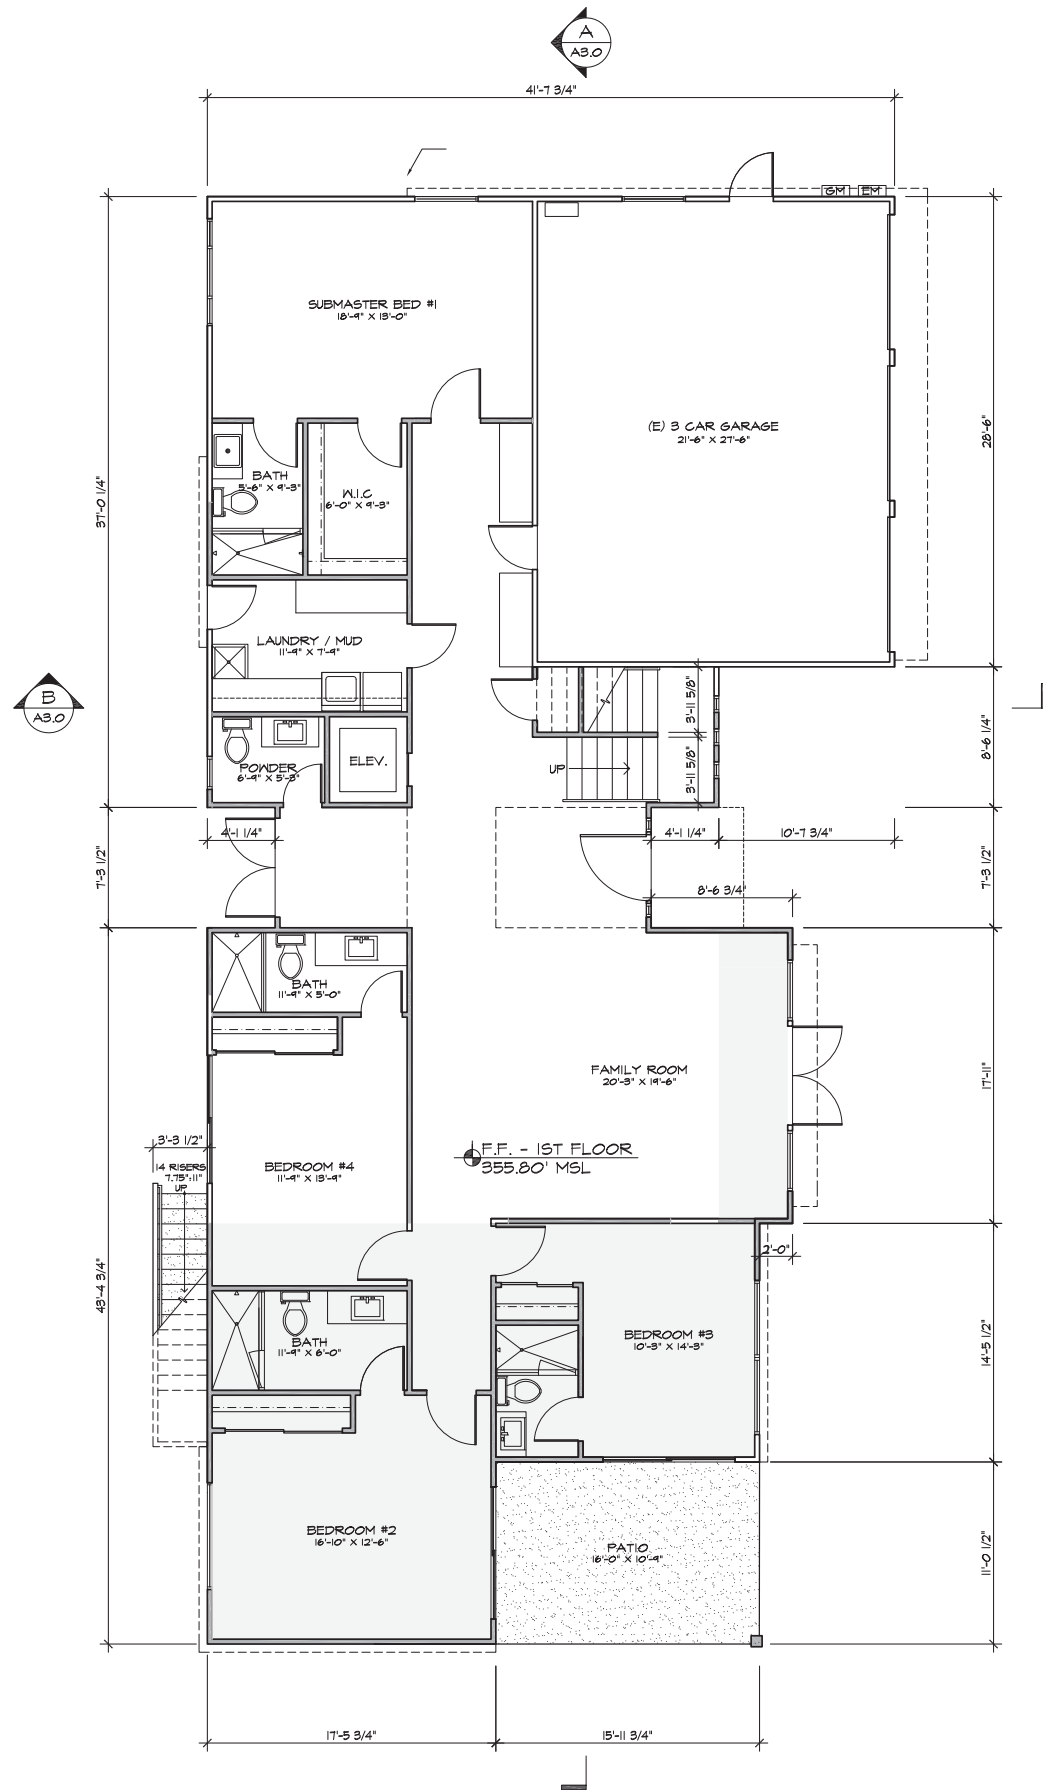 A
A3.0
41'-7 3/4"
GM
EM
SUBMASTER BED #1
18'-9" X 13'-0"
(E) 3 CAR GARAGE
21'-6" X 27'-6"
28'-6"
37'-0 1/4"
BATH
5'-6" X 9'-3"
W.I.C
6'-0" X 9'-3"
LAUNDRY / MUD
11'-9" X 7'-9"
B
A3.0
3'-11 5/8"
3'-11 5/8"
8'-6 1/4"
POWDER
6'-9" X 5'-3"
ELEV.
UP
4'-1 1/4"
4'-1 1/4"
10'-7 3/4"
7'-3 1/2"
7'-3 1/2"
8'-6 3/4"
BATH
11'-9" X 5'-0"
FAMILY ROOM
20'-3" X 19'-6"
17'-11"
3'-3 1/2"
F.F. - 1ST FLOOR
355.80' MSL
14 RISERS
7.75":11"
UP
BEDROOM #4
11'-9" X 13'-9"
2'-0"
43'-4 3/4"
BATH
11'-9" X 6'-0"
BEDROOM #3
10'-3" X 14'-3"
14'-5 1/2"
BEDROOM #2
16'-10" X 12'-6"
PATIO
16'-0" X 10'-9"
11'-0 1/2"
17'-5 3/4"
15'-11 3/4"